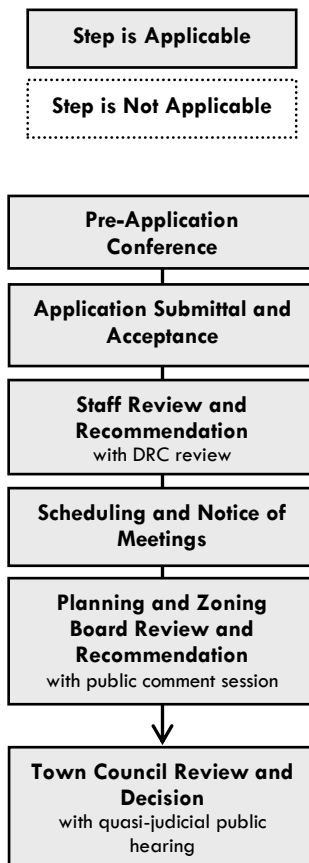 Step is Applicable
Step is Not Applicable
Pre-Application
Conference
Application Submittal and
Acceptance
Staff Review and
Recommendation
with DRC review
Scheduling and Notice of
Meetings
Planning and Zoning
Board Review and
Recommendation
with public comment session
Town Council Review and
Decision
with quasi-judicial public
hearing